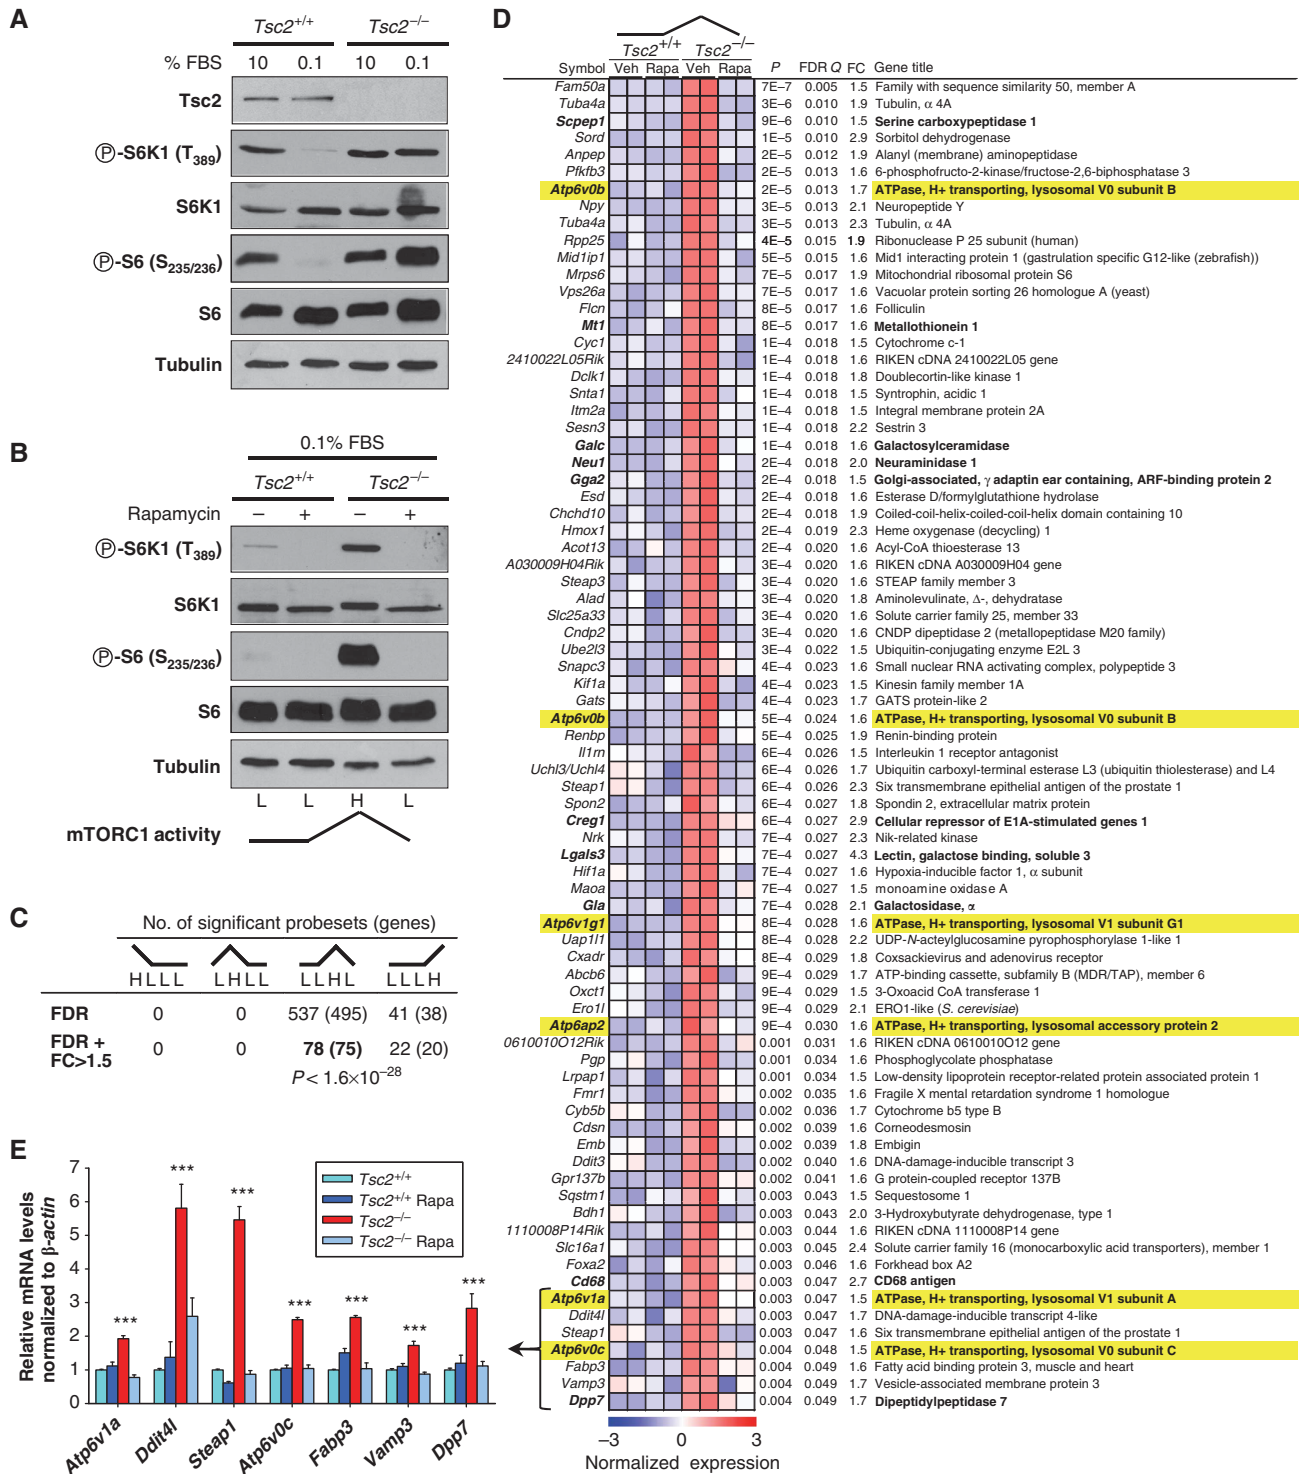 A
Tsc2+/+ Tsc2−/−
% FBS 10 0.1 10 0.1
Tsc2
Ⓟ-S6K1 (T389)
S6K1
Ⓟ-S6 (S235/236)
S6
Tubulin
B
0.1% FBS
Tsc2+/+ Tsc2−/−
Rapamycin − + − +
Ⓟ-S6K1 (T389)
S6K1
Ⓟ-S6 (S235/236)
S6
Tubulin
L L H L
mTORC1 activity
C
No. of significant probesets (genes)
HLLL LHLL LLHL LLLH
FDR 0 0 537 (495) 41 (38)
FDR + FC>1.5 0 0 78 (75) 22 (20)
P < 1.6×10−28
E
Relative mRNA levels normalized to β-actin
7
6
5
4
3
2
1
0
*** *** *** *** *** *** ***
Tsc2+/+
Tsc2+/+ Rapa
Tsc2−/−
Tsc2−/− Rapa
Atp6v1a Ddit4l Steap1 Atp6v0c Fabp3 Vamp3 Dpp7
D
Tsc2+/+ Tsc2−/−
Symbol Veh Rapa Veh Rapa P FDR Q FC Gene title
Fam50a 7E–7 0.005 1.5 Family with sequence similarity 50, member A
Tuba4a 3E–6 0.010 1.9 Tubulin, α 4A
Scpep1 9E–6 0.010 1.5 Serine carboxypeptidase 1
Sord 1E–5 0.010 2.9 Sorbitol dehydrogenase
Anpep 2E–5 0.012 1.9 Alanyl (membrane) aminopeptidase
Pfkfb3 2E–5 0.013 1.6 6-phosphofructo-2-kinase/fructose-2,6-biphosphatase 3
Atp6v0b 2E–5 0.013 1.7 ATPase, H+ transporting, lysosomal V0 subunit B
Npy 3E–5 0.013 2.1 Neuropeptide Y
Tuba4a 3E–5 0.013 2.3 Tubulin, α 4A
Rpp25 4E–5 0.015 1.9 Ribonuclease P 25 subunit (human)
Mid1ip1 5E–5 0.015 1.6 Mid1 interacting protein 1 (gastrulation specific G12-like (zebrafish))
Mrps6 7E–5 0.017 1.9 Mitochondrial ribosomal protein S6
Vps26a 7E–5 0.017 1.6 Vacuolar protein sorting 26 homologue A (yeast)
Flcn 8E–5 0.017 1.6 Folliculin
Mt1 8E–5 0.017 1.6 Metallothionein 1
Cyc1 1E–4 0.018 1.5 Cytochrome c-1
2410022L05Rik 1E–4 0.018 1.6 RIKEN cDNA 2410022L05 gene
Dclk1 1E–4 0.018 1.8 Doublecortin-like kinase 1
Snta1 1E–4 0.018 1.5 Syntrophin, acidic 1
Itm2a 1E–4 0.018 1.5 Integral membrane protein 2A
Sesn3 1E–4 0.018 2.2 Sestrin 3
Galc 1E–4 0.018 1.6 Galactosylceramidase
Neu1 2E–4 0.018 2.0 Neuraminidase 1
Gga2 2E–4 0.018 1.5 Golgi-associated, γ adaptin ear containing, ARF-binding protein 2
Esd 2E–4 0.018 1.6 Esterase D/formylglutathione hydrolase
Chchd10 2E–4 0.018 1.9 Coiled-coil-helix-coiled-coil-helix domain containing 10
Hmox1 2E–4 0.019 2.3 Heme oxygenase (decycling) 1
Acot13 2E–4 0.020 1.6 Acyl-CoA thioesterase 13
A030009H04Rik 3E–4 0.020 1.6 RIKEN cDNA A030009H04 gene
Steap3 3E–4 0.020 1.6 STEAP family member 3
Alad 3E–4 0.020 1.8 Aminolevulinate, Δ-, dehydratase
Slc25a33 3E–4 0.020 1.6 Solute carrier family 25, member 33
Cndp2 3E–4 0.020 1.6 CNDP dipeptidase 2 (metallopeptidase M20 family)
Ube2l3 3E–4 0.022 1.5 Ubiquitin-conjugating enzyme E2L 3
Snapc3 4E–4 0.023 1.6 Small nuclear RNA activating complex, polypeptide 3
Kif1a 4E–4 0.023 1.5 Kinesin family member 1A
Gats 4E–4 0.023 1.7 GATS protein-like 2
Atp6v0b 5E–4 0.024 1.6 ATPase, H+ transporting, lysosomal V0 subunit B
Renbp 5E–4 0.025 1.9 Renin-binding protein
Il1rn 6E–4 0.026 1.5 Interleukin 1 receptor antagonist
Uchl3/Uchl4 6E–4 0.026 1.7 Ubiquitin carboxyl-terminal esterase L3 (ubiquitin thiolesterase) and L4
Steap1 6E–4 0.026 2.3 Six transmembrane epithelial antigen of the prostate 1
Spon2 6E–4 0.027 1.8 Spondin 2, extracellular matrix protein
Creg1 6E–4 0.027 2.9 Cellular repressor of E1A-stimulated genes 1
Nrk 7E–4 0.027 2.3 Nik-related kinase
Lgals3 7E–4 0.027 4.3 Lectin, galactose binding, soluble 3
Hif1a 7E–4 0.027 1.6 Hypoxia-inducible factor 1, α subunit
Maoa 7E–4 0.027 1.5 monoamine oxidase A
Gla 7E–4 0.028 2.1 Galactosidase, α
Atp6v1g1 8E–4 0.028 1.6 ATPase, H+ transporting, lysosomal V1 subunit G1
Uap1l1 8E–4 0.028 2.2 UDP-N-acteylglucosamine pyrophosphorylase 1-like 1
Cxadr 8E–4 0.029 1.8 Coxsackievirus and adenovirus receptor
Abcb6 9E–4 0.029 1.7 ATP-binding cassette, subfamily B (MDR/TAP), member 6
Oxct1 9E–4 0.029 1.5 3-Oxoacid CoA transferase 1
Ero1l 9E–4 0.029 2.1 ERO1-like (S. cerevisiae)
Atp6ap2 9E–4 0.030 1.6 ATPase, H+ transporting, lysosomal accessory protein 2
0610010O12Rik 0.001 0.031 1.6 RIKEN cDNA 0610010O12 gene
Pgp 0.001 0.034 1.6 Phosphoglycolate phosphatase
Lrpap1 0.001 0.034 1.5 Low-density lipoprotein receptor-related protein associated protein 1
Fmr1 0.002 0.035 1.6 Fragile X mental retardation syndrome 1 homologue
Cyb5b 0.002 0.036 1.7 Cytochrome b5 type B
Cdsn 0.002 0.039 1.6 Corneodesmosin
Emb 0.002 0.039 1.8 Embigin
Ddit3 0.002 0.040 1.6 DNA-damage-inducible transcript 3
Gpr137b 0.002 0.041 1.6 G protein-coupled receptor 137B
Sqstm1 0.003 0.043 1.5 Sequestosome 1
Bdh1 0.003 0.043 2.0 3-Hydroxybutyrate dehydrogenase, type 1
1110008P14Rik 0.003 0.044 1.6 RIKEN cDNA 1110008P14 gene
Slc16a1 0.003 0.045 2.4 Solute carrier family 16 (monocarboxylic acid transporters), member 1
Foxa2 0.003 0.046 1.6 Forkhead box A2
Cd68 0.003 0.047 2.7 CD68 antigen
Atp6v1a 0.003 0.047 1.5 ATPase, H+ transporting, lysosomal V1 subunit A
Ddit4l 0.003 0.047 1.7 DNA-damage-inducible transcript 4-like
Steap1 0.003 0.047 1.6 Six transmembrane epithelial antigen of the prostate 1
Atp6v0c 0.004 0.048 1.5 ATPase, H+ transporting, lysosomal V0 subunit C
Fabp3 0.004 0.049 1.6 Fatty acid binding protein 3, muscle and heart
Vamp3 0.004 0.049 1.7 Vesicle-associated membrane protein 3
Dpp7 0.004 0.049 1.7 Dipeptidylpeptidase 7
−3 0 3
Normalized expression